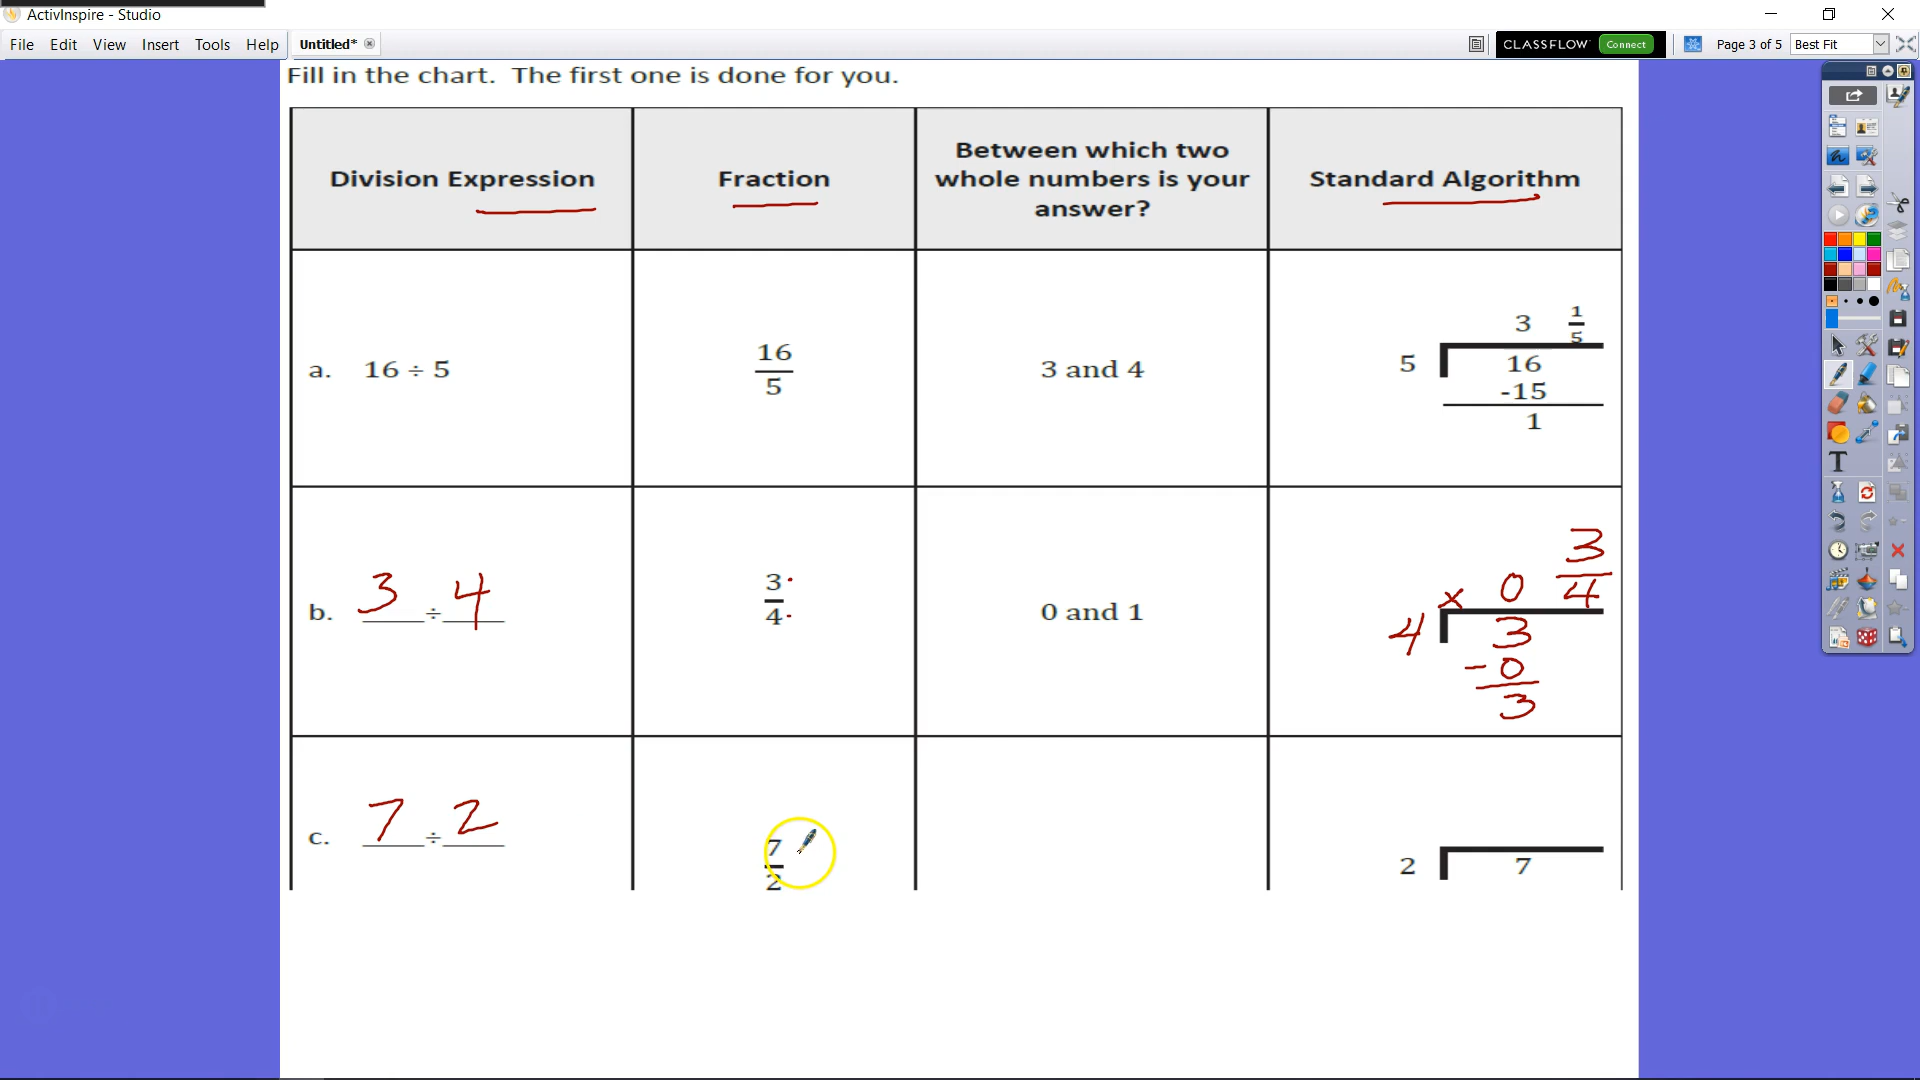 ActivInspire - Studio
File Edit View Insert Tools Help Untitled* CLASSFLOW Connect Page 3 of 5 Best Fit
Fill in the chart. The first one is done for you.
Division Expression
Fraction
Between which two
whole numbers is your
answer?
Standard Algorithm
a. 16 ÷ 5
16
5
3 and 4
3 1
5
5 16
-15
1
b. 3 ÷ 4
3
4
0 and 1
3
x 0 4
4 3
- 0
3
c. 7 ÷ 2
7
2
2 7